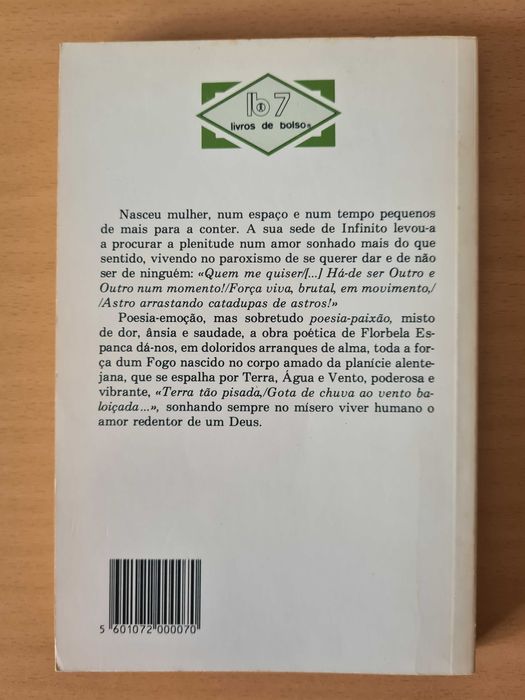 lb 7
livros de bolso
Nasceu mulher, num espaço e num tempo pequenos
de mais para a conter. A sua sede de Infinito levou-a
a procurar a plenitude num amor sonhado mais do que
sentido, vivendo no paroxismo de se querer dar e de não
ser de ninguém: «Quem me quiser/[...] Há-de ser Outro e
Outro num momento!/Força viva, brutal, em movimento,/
/Astro arrastando catadupas de astros!»
Poesia-emoção, mas sobretudo poesia-paixão, misto
de dor, ânsia e saudade, a obra poética de Florbela Es-
panca dá-nos, em doloridos arranques de alma, toda a for-
ça dum Fogo nascido no corpo amado da planície alente-
jana, que se espalha por Terra, Água e Vento, poderosa e
vibrante, «Terra tão pisada,/Gota de chuva ao vento ba-
loiçada...», sonhando sempre no mísero viver humano o
amor redentor de um Deus.
5 601072 000070